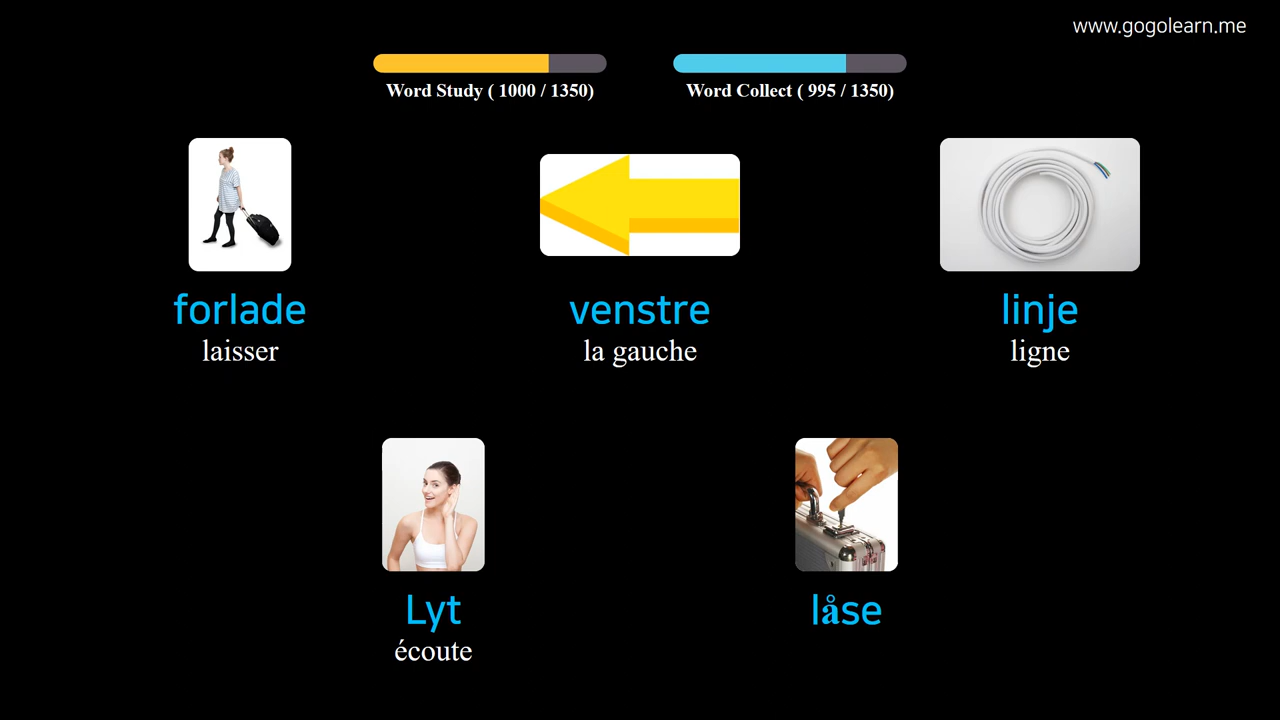 www.gogolearn.me
Word Study ( 1000 / 1350)
Word Collect ( 995 / 1350)
forlade
laisser
venstre
la gauche
linje
ligne
Lyt
écoute
låse